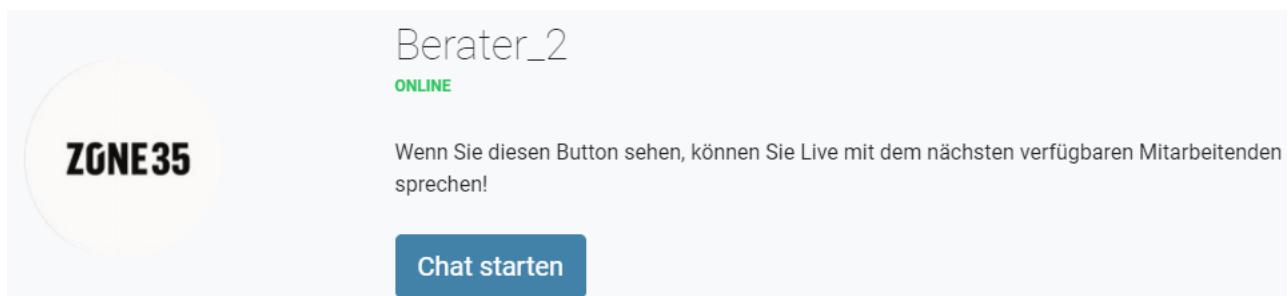 Berater_2
ONLINE
ZONE35
Wenn Sie diesen Button sehen, können Sie Live mit dem nächsten verfügbaren Mitarbeitenden
sprechen!
Chat starten